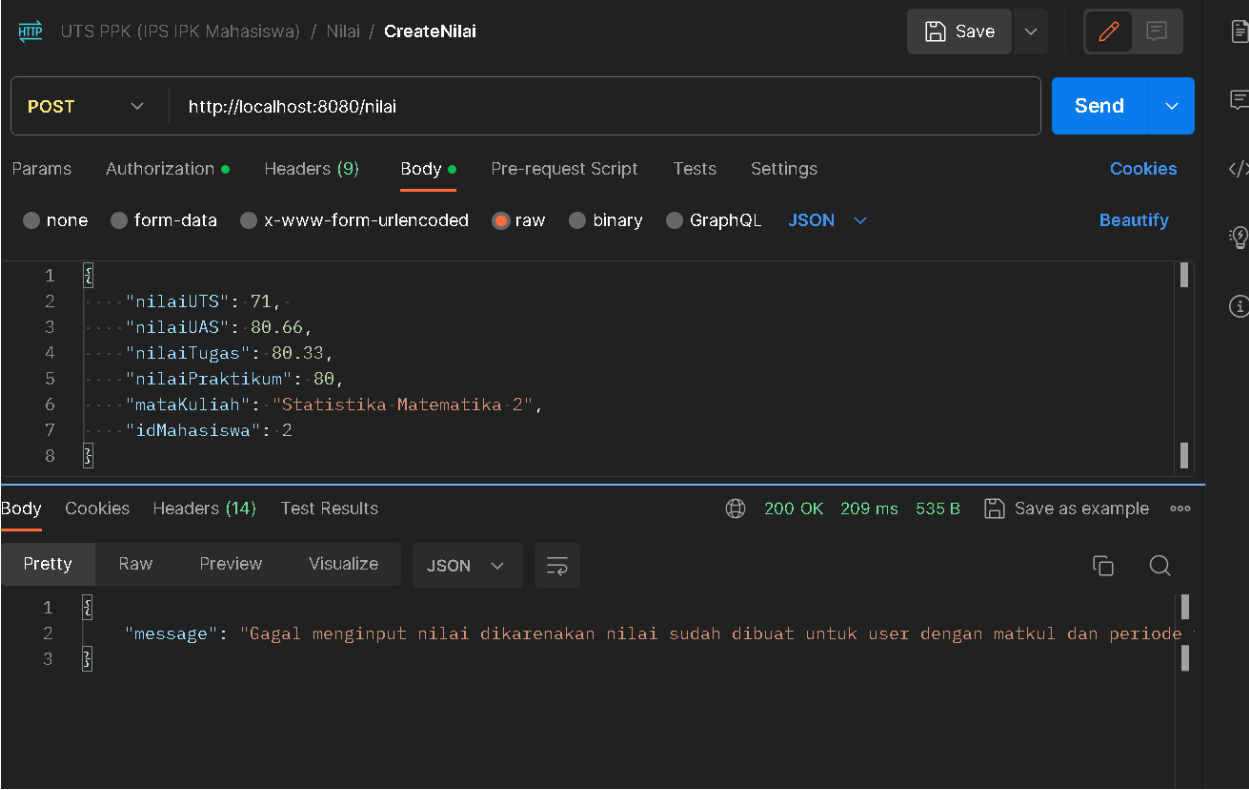 HTTP UTS PPK (IPS IPK Mahasiswa) / Nilai / CreateNilai Save
POST http://localhost:8080/nilai Send
Params Authorization Headers (9) Body Pre-request Script Tests Settings Cookies
none form-data x-www-form-urlencoded raw binary GraphQL JSON Beautify
1 {
2 "nilaiUTS": 71,
3 "nilaiUAS": 80.66,
4 "nilaiTugas": 80.33,
5 "nilaiPraktikum": 80,
6 "mataKuliah": "Statistika Matematika 2",
7 "idMahasiswa": 2
8 }
Body Cookies Headers (14) Test Results 200 OK 209 ms 535 B Save as example
Pretty Raw Preview Visualize JSON
1 {
2 "message": "Gagal menginput nilai dikarenakan nilai sudah dibuat untuk user dengan matkul dan periode
3 }